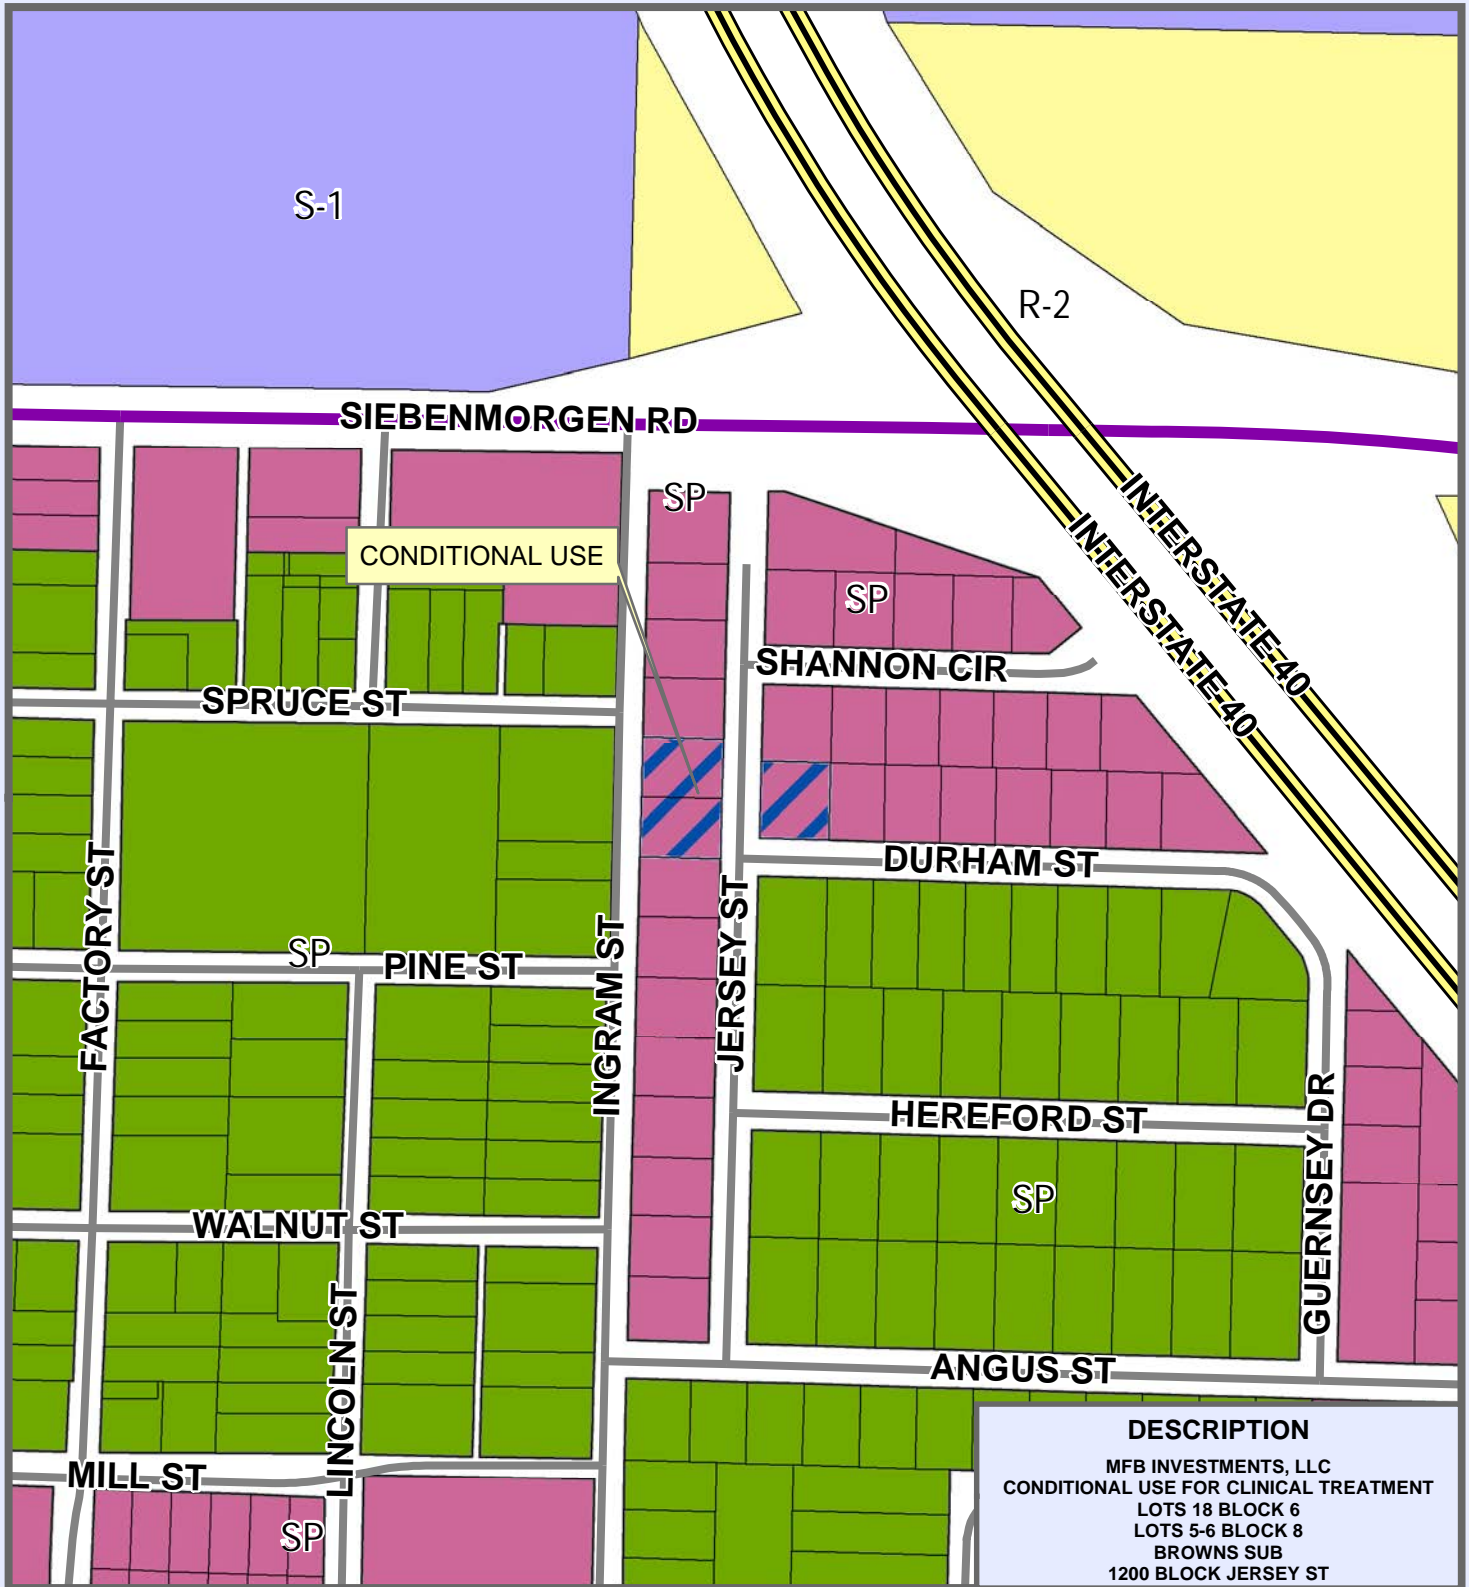 S-1
R-2
SIEBENMORGEN RD
SP
CONDITIONAL USE
SP
INTERSTATE 40
INTERSTATE 40
SHANNON CIR
SPRUCE ST
DURHAM ST
FACTORY ST
SP
PINE ST
INGRAM ST
JERSEY ST
HEREFORD ST
SP
GUERNSEY DR
WALNUT ST
LINCOLN ST
ANGUS ST
MILL ST
SP
DESCRIPTION
MFB INVESTMENTS, LLC
CONDITIONAL USE FOR CLINICAL TREATMENT
LOTS 18 BLOCK 6
LOTS 5-6 BLOCK 8
BROWNS SUB
1200 BLOCK JERSEY ST